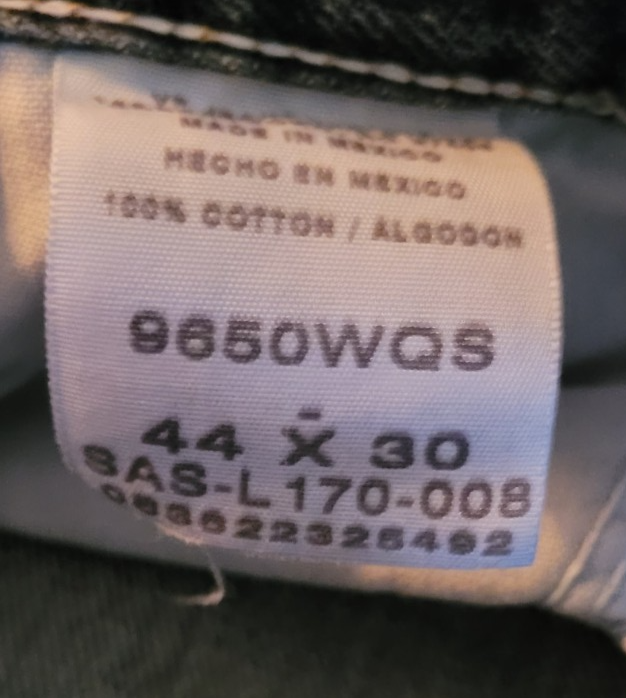 MADE IN MEXICO
HECHO EN MEXICO
100% COTTON / ALGODON
9650WQS
-
44 X 30
SAS-L170-008